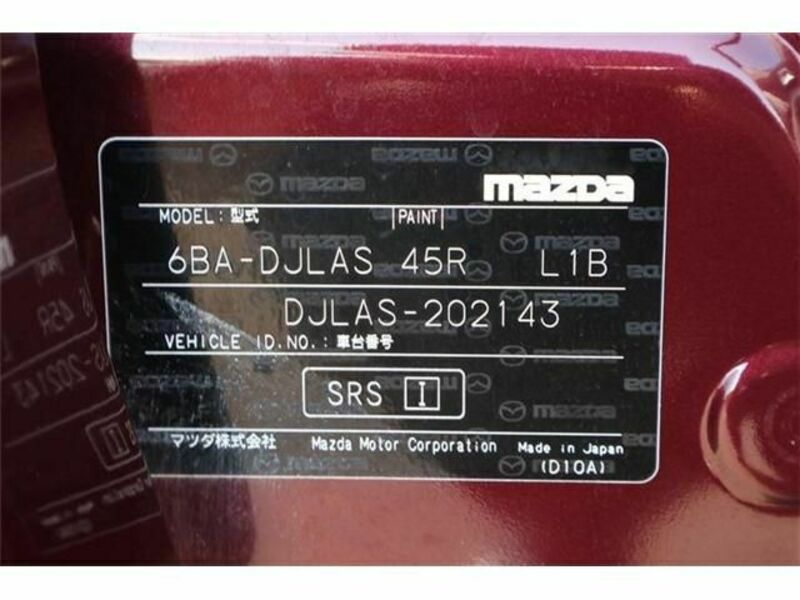 mazda
MODEL:型式 |PAINT|
6BA-DJLAS 45R L1B
DJLAS-202143
VEHICLE ID.NO.:車台番号
SRS I
マツダ株式会社 Mazda Motor Corporation Made in Japan
(D10A)